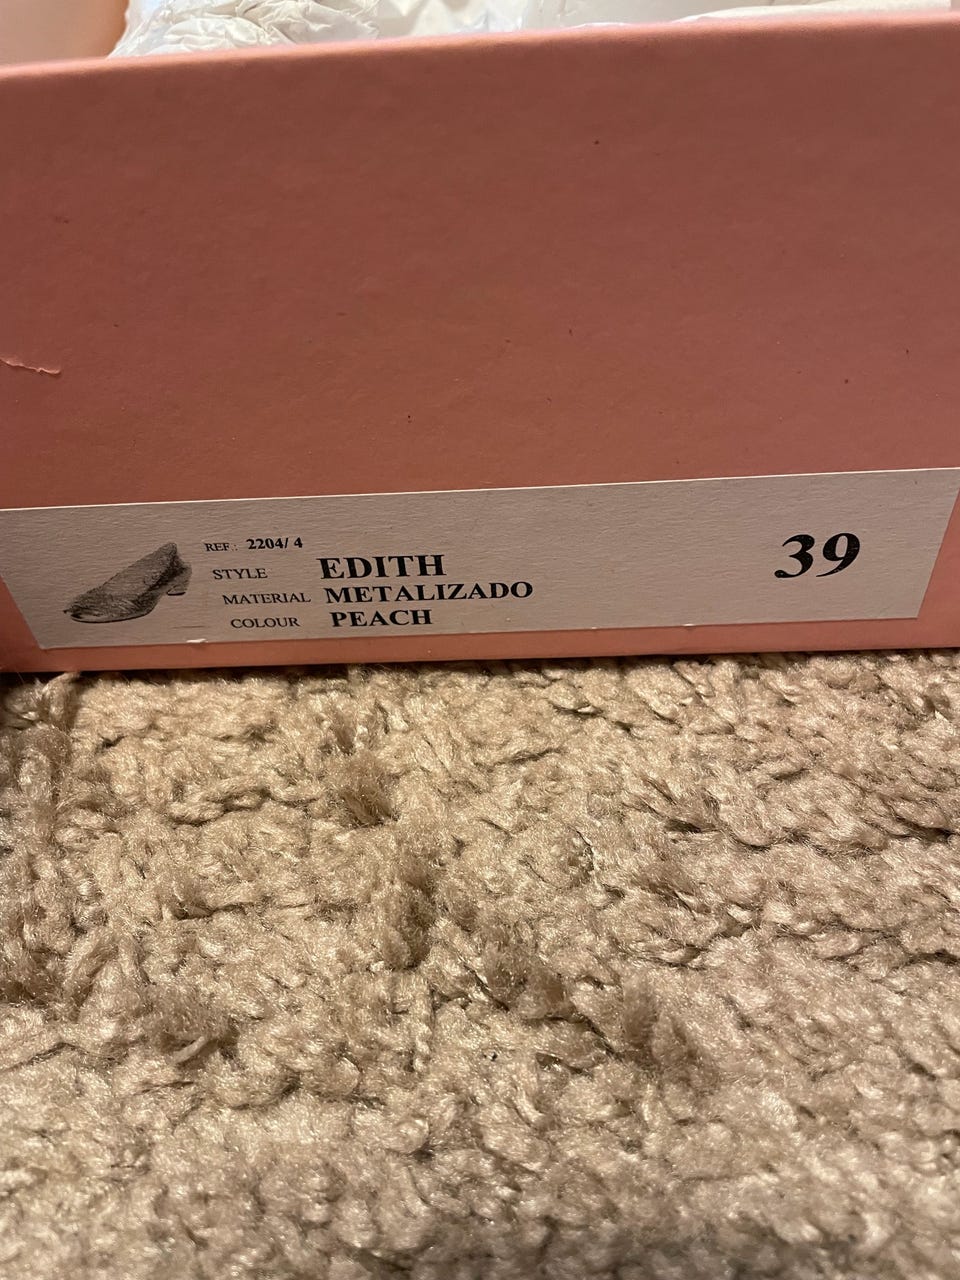 REF.: 2204/ 4
STYLE EDITH 39
MATERIAL METALIZADO
COLOUR PEACH